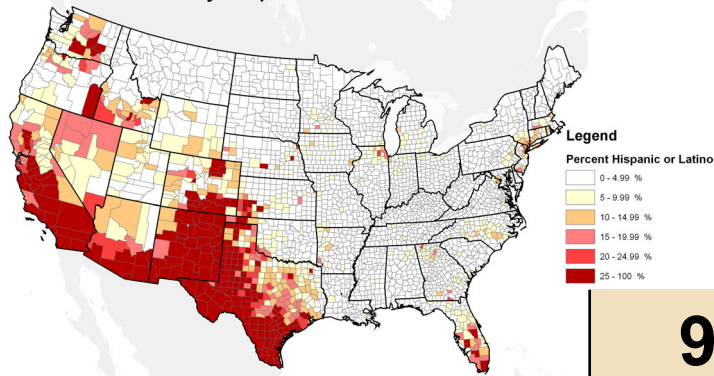 Legend
Percent Hispanic or Latino
0 - 4.99 %
5 - 9.99 %
10 - 14.99 %
15 - 19.99 %
20 - 24.99 %
25 - 100 %
9